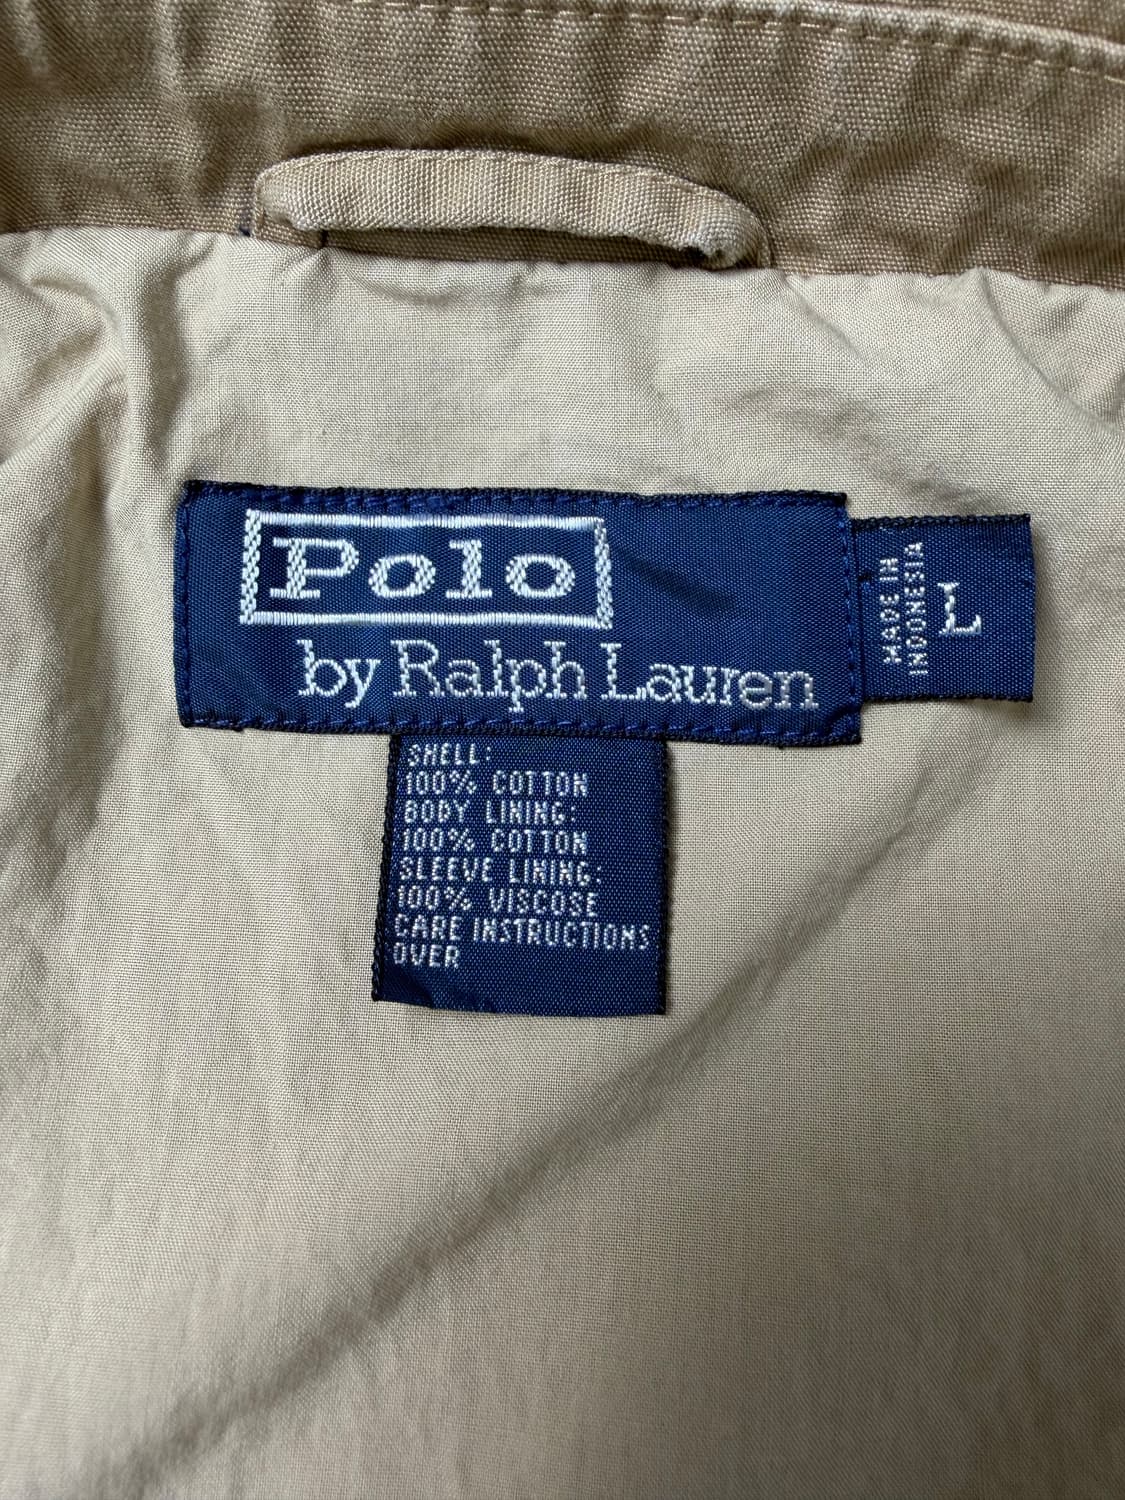 Polo
by Ralph Lauren
MADE IN
INDONESIA
L
SHELL:
100% COTTON
BODY LINING:
100% COTTON
SLEEVE LINING:
100% VISCOSE
CARE INSTRUCTIONS
OVER